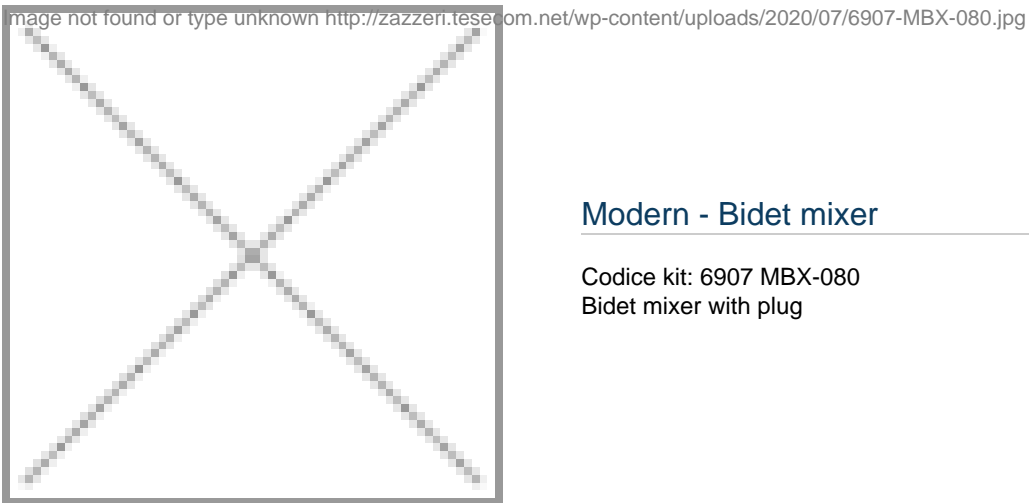 Image not found or type unknown http://zazzeri.tesecom.net/wp-content/uploads/2020/07/6907-MBX-080.jpg
Modern - Bidet mixer
Codice kit: 6907 MBX-080
Bidet mixer with plug